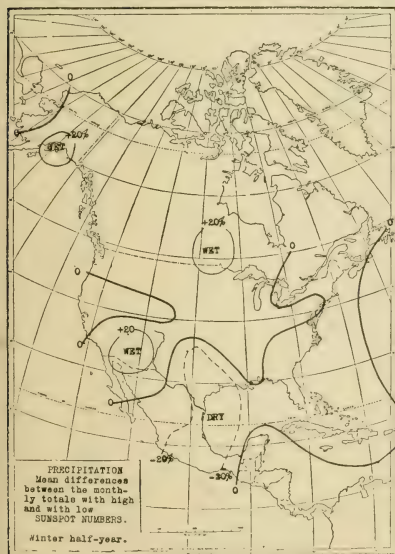 0
0
+20%
WET
+20%
WET
0
0
0
0
+20
WET
0
DRY
-20%
-20%
0
PRECIPITATION
Mean differences
between the month-
ly totals with high
and with low
SUNSPOT NUMBERS.
Winter half-year.